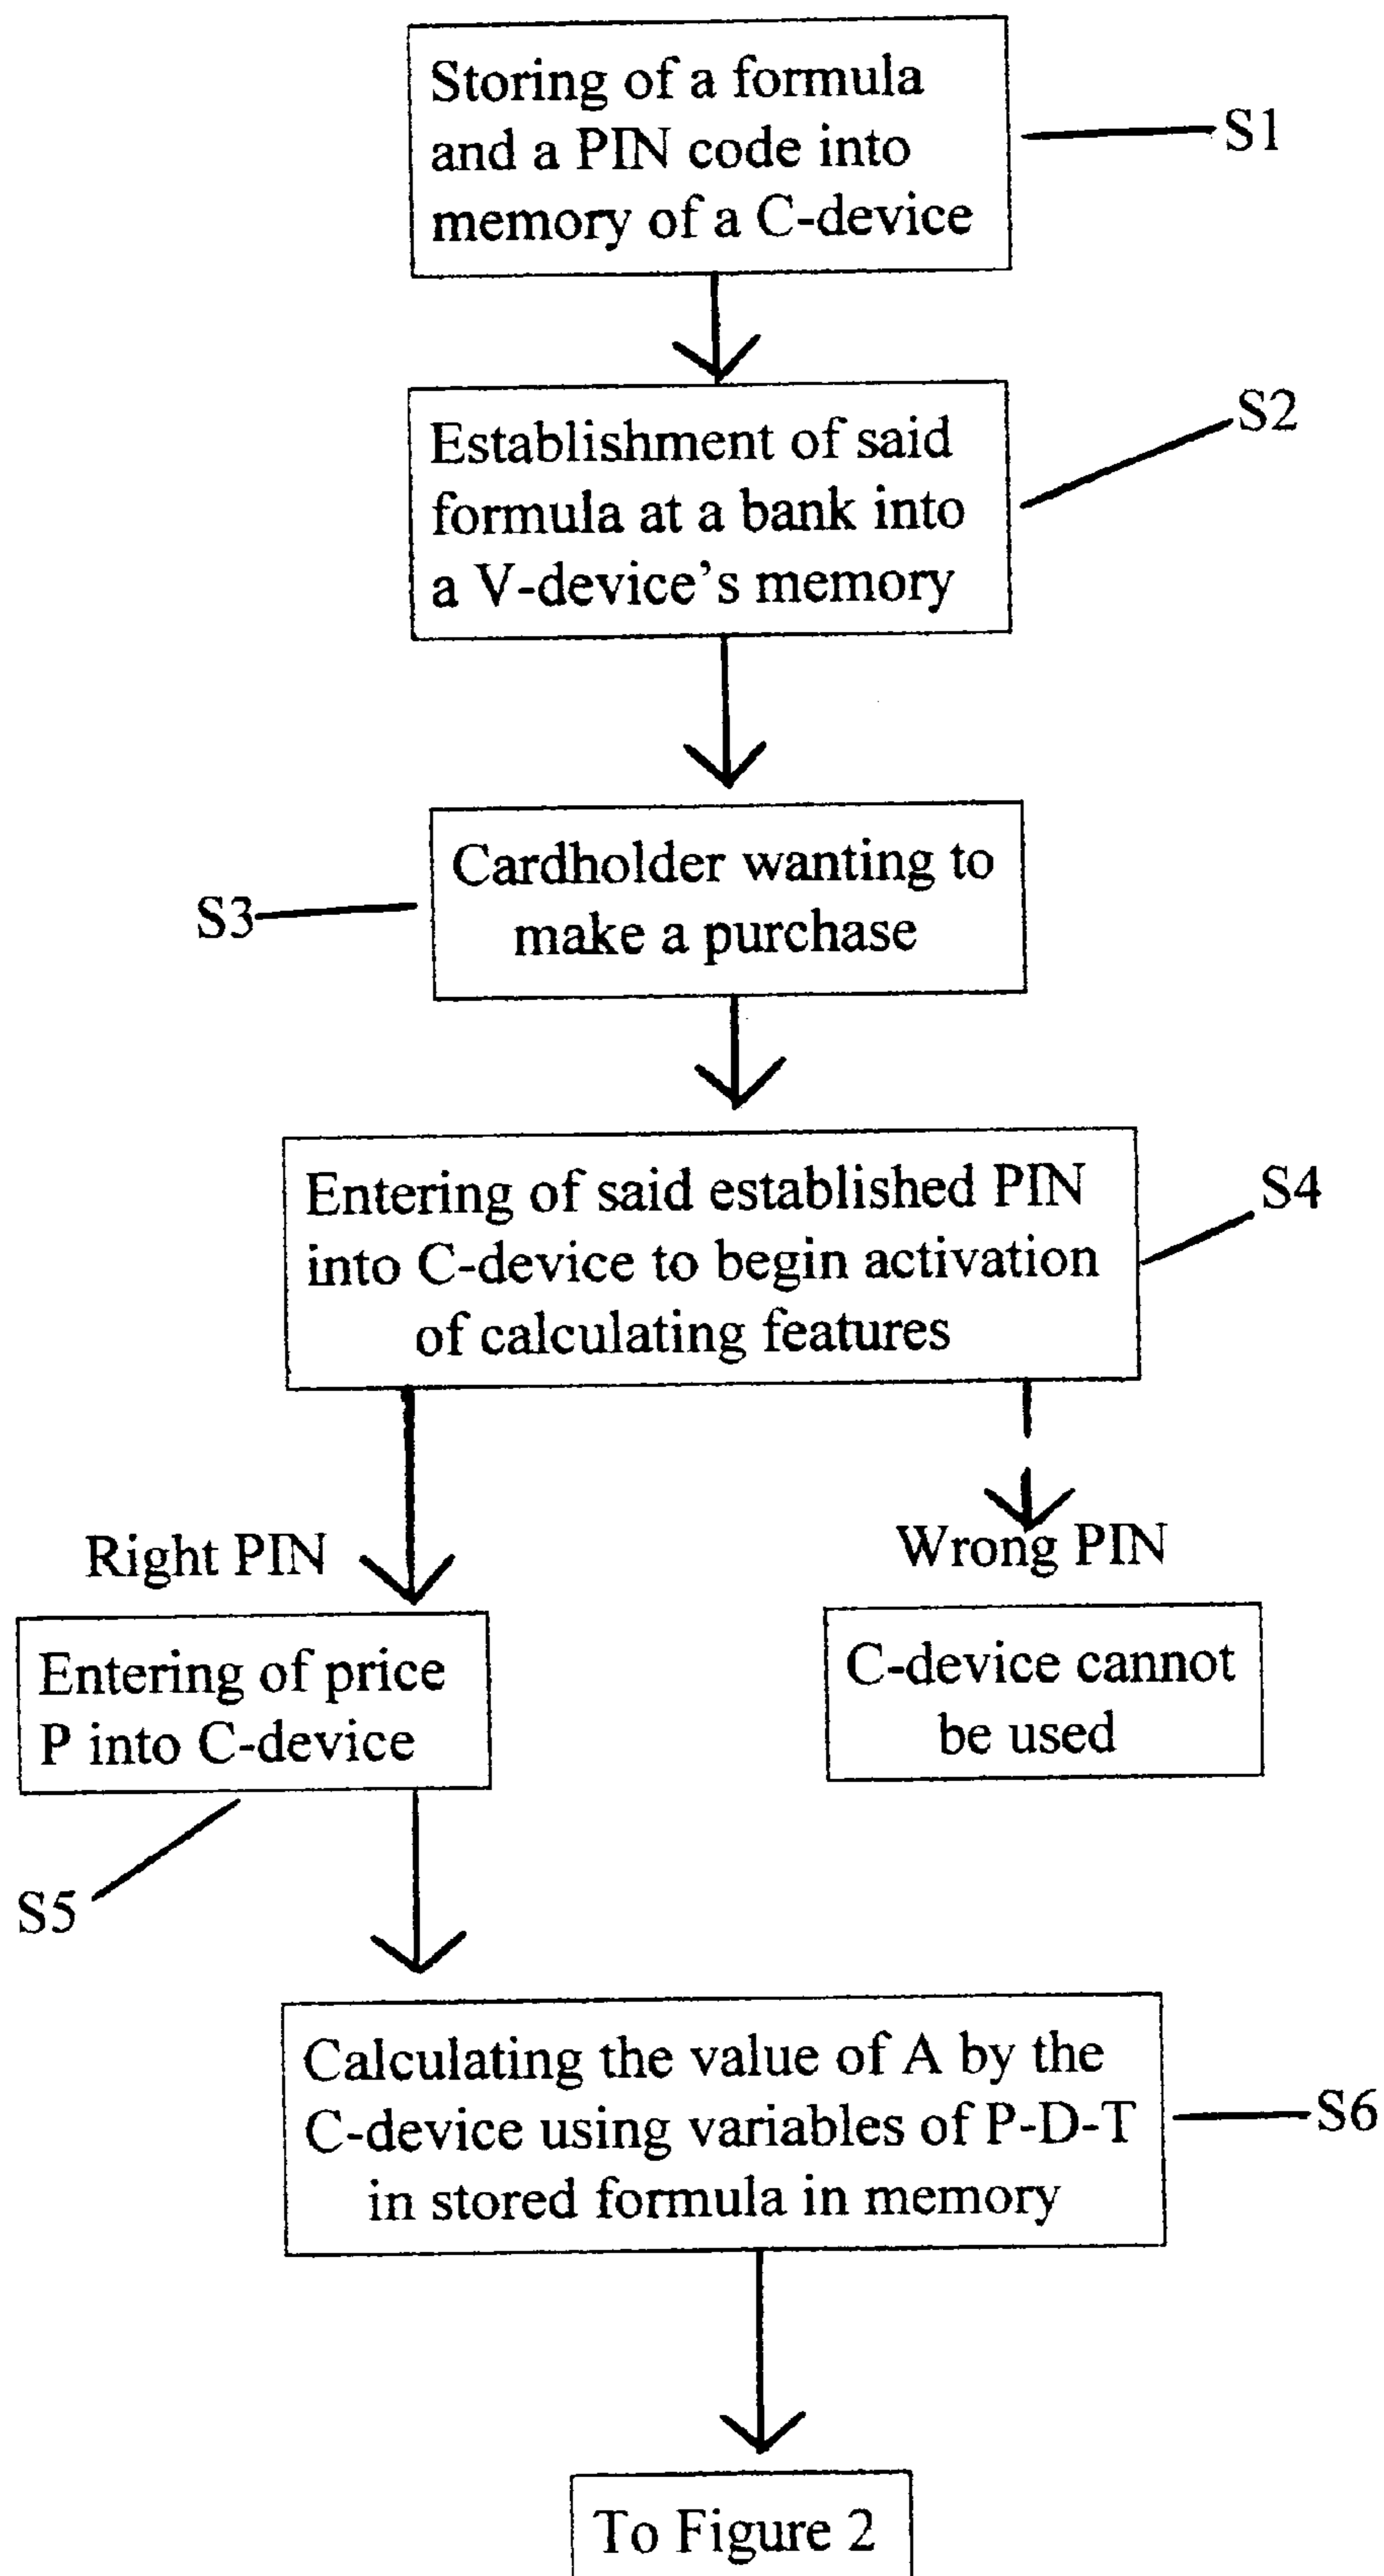 Storing of a formula
and a PIN code into
memory of a C-device
S1
Establishment of said
formula at a bank into
a V-device's memory
S2
Cardholder wanting to
make a purchase
S3
Entering of said established PIN
into C-device to begin activation
of calculating features
S4
Right PIN
Wrong PIN
Entering of price
P into C-device
C-device cannot
be used
S5
Calculating the value of A by the
C-device using variables of P-D-T
in stored formula in memory
S6
To Figure 2